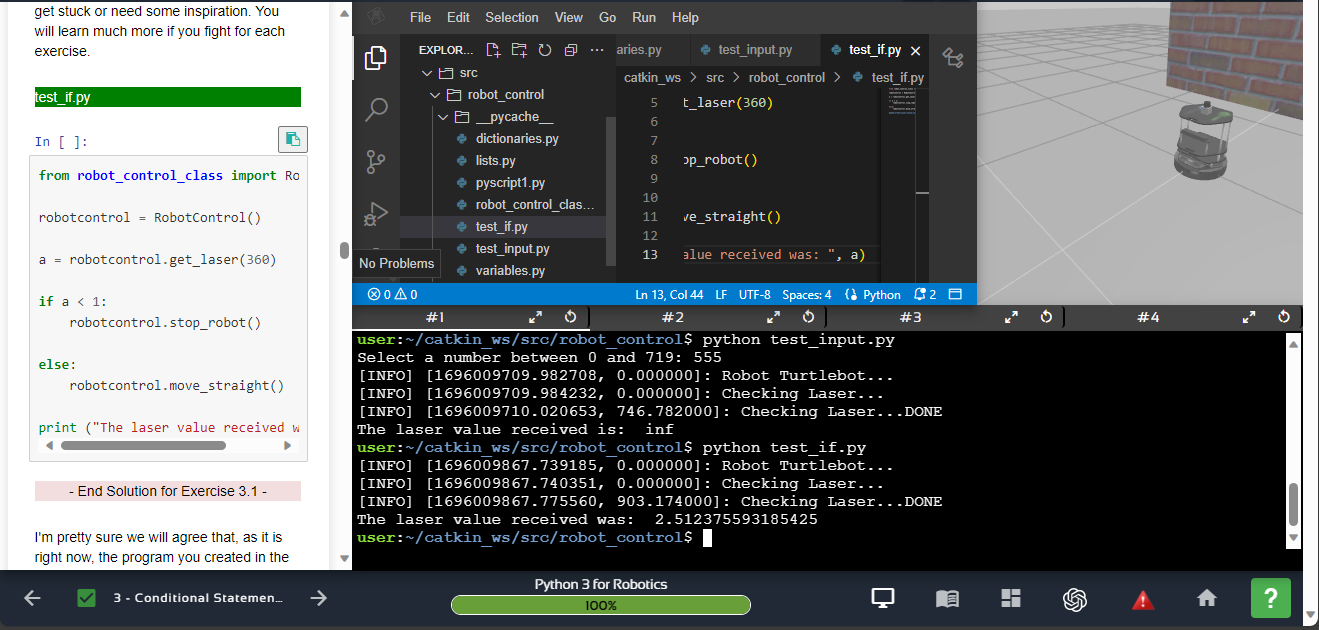 get stuck or need some inspiration. You
will learn much more if you fight for each
exercise.
test_if.py
In [ ]:
from robot_control_class import Ro
robotcontrol = RobotControl()
a = robotcontrol.get_laser(360)
if a < 1:
robotcontrol.stop_robot()
else:
robotcontrol.move_straight()
print ("The laser value received w
- End Solution for Exercise 3.1 -
I'm pretty sure we will agree that, as it is
right now, the program you created in the
File Edit Selection View Go Run Help
EXPLOR...
src
robot_control
__pycache__
dictionaries.py
lists.py
pyscript1.py
robot_control_clas...
test_if.py
test_input.py
variables.py
No Problems
aries.py test_input.py test_if.py
catkin_ws > src > robot_control > test_if.py
5 t_laser(360)
6
7
8 op_robot()
9
10
11 ve_straight()
12
13 alue received was: ", a)
0 0 Ln 13, Col 44 LF UTF-8 Spaces: 4 Python 2
#1 #2 #3 #4
user:~/catkin_ws/src/robot_control$ python test_input.py
Select a number between 0 and 719: 555
[INFO] [1696009709.982708, 0.000000]: Robot Turtlebot...
[INFO] [1696009709.984232, 0.000000]: Checking Laser...
[INFO] [1696009710.020653, 746.782000]: Checking Laser...DONE
The laser value received is:  inf
user:~/catkin_ws/src/robot_control$ python test_if.py
[INFO] [1696009867.739185, 0.000000]: Robot Turtlebot...
[INFO] [1696009867.740351, 0.000000]: Checking Laser...
[INFO] [1696009867.775560, 903.174000]: Checking Laser...DONE
The laser value received was:  2.512375593185425
user:~/catkin_ws/src/robot_control$
3 - Conditional Statemen...
Python 3 for Robotics
100%
?